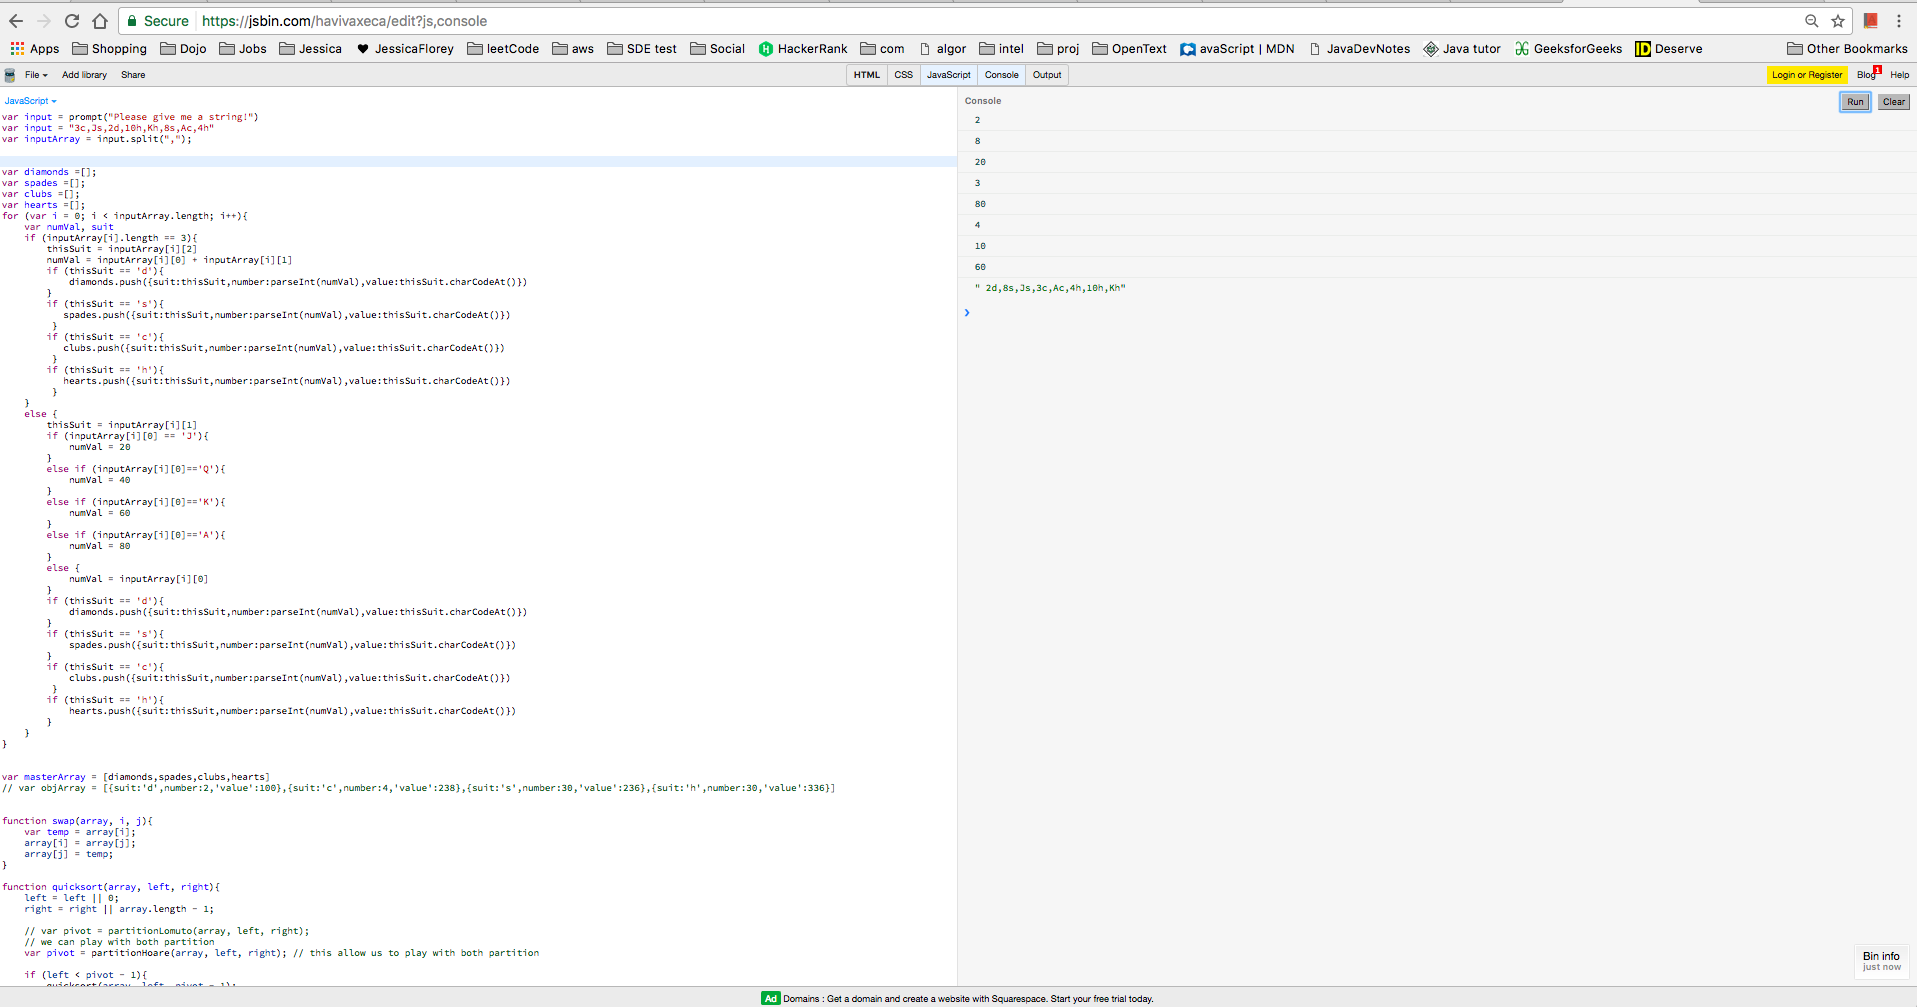 Secure https://jsbin.com/havivaxeca/edit?js,console
Apps Shopping Dojo Jobs Jessica JessicaFlorey leetCode aws SDE test Social HackerRank com algor intel proj OpenText avaScript | MDN JavaDevNotes Java tutor GeeksforGeeks Deserve Other Bookmarks
File Add library Share HTML CSS JavaScript Console Output Login or Register Blog 1 Help
JavaScript
var input = prompt("Please give me a string!")
var input = "3c,Js,2d,10h,Kh,8s,Ac,4h"
var inputArray = input.split(",");
var diamonds =[];
var spades =[];
var clubs =[];
var hearts =[];
for (var i = 0; i < inputArray.length; i++){
var numVal, suit
if (inputArray[i].length == 3){
thisSuit = inputArray[i][2]
numVal = inputArray[i][0] + inputArray[i][1]
if (thisSuit == 'd'){
diamonds.push({suit:thisSuit,number:parseInt(numVal),value:thisSuit.charCodeAt()})
}
if (thisSuit == 's'){
spades.push({suit:thisSuit,number:parseInt(numVal),value:thisSuit.charCodeAt()})
}
if (thisSuit == 'c'){
clubs.push({suit:thisSuit,number:parseInt(numVal),value:thisSuit.charCodeAt()})
}
if (thisSuit == 'h'){
hearts.push({suit:thisSuit,number:parseInt(numVal),value:thisSuit.charCodeAt()})
}
}
else {
thisSuit = inputArray[i][1]
if (inputArray[i][0] == 'J'){
numVal = 20
}
else if (inputArray[i][0]=='Q'){
numVal = 40
}
else if (inputArray[i][0]=='K'){
numVal = 60
}
else if (inputArray[i][0]=='A'){
numVal = 80
}
else {
numVal = inputArray[i][0]
}
if (thisSuit == 'd'){
diamonds.push({suit:thisSuit,number:parseInt(numVal),value:thisSuit.charCodeAt()})
}
if (thisSuit == 's'){
spades.push({suit:thisSuit,number:parseInt(numVal),value:thisSuit.charCodeAt()})
}
if (thisSuit == 'c'){
clubs.push({suit:thisSuit,number:parseInt(numVal),value:thisSuit.charCodeAt()})
}
if (thisSuit == 'h'){
hearts.push({suit:thisSuit,number:parseInt(numVal),value:thisSuit.charCodeAt()})
}
}
}
var masterArray = [diamonds,spades,clubs,hearts]
// var objArray = [{suit:'d',number:2,'value':100},{suit:'c',number:4,'value':238},{suit:'s',number:30,'value':236},{suit:'h',number:30,'value':336}]
function swap(array, i, j){
var temp = array[i];
array[i] = array[j];
array[j] = temp;
}
function quicksort(array, left, right){
left = left || 0;
right = right || array.length - 1;
// var pivot = partitionLomuto(array, left, right);
// we can play with both partition
var pivot = partitionHoare(array, left, right); // this allow us to play with both partition
if (left < pivot - 1){
quicksort(array, left, pivot - 1);
Console
Run Clear
2
8
20
3
80
4
10
60
" 2d,8s,Js,3c,Ac,4h,10h,Kh"
>
Bin info
just now
Ad Domains : Get a domain and create a website with Squarespace. Start your free trial today.